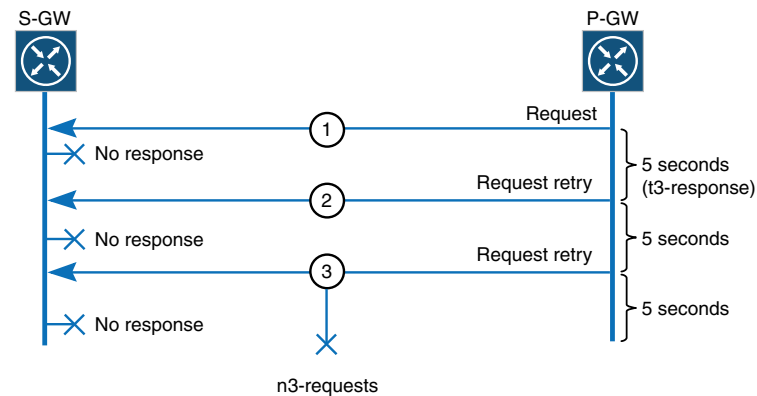 S-GW
P-GW
Request
1
No response
5 seconds
(t3-response)
Request retry
2
No response
5 seconds
Request retry
3
No response
5 seconds
n3-requests